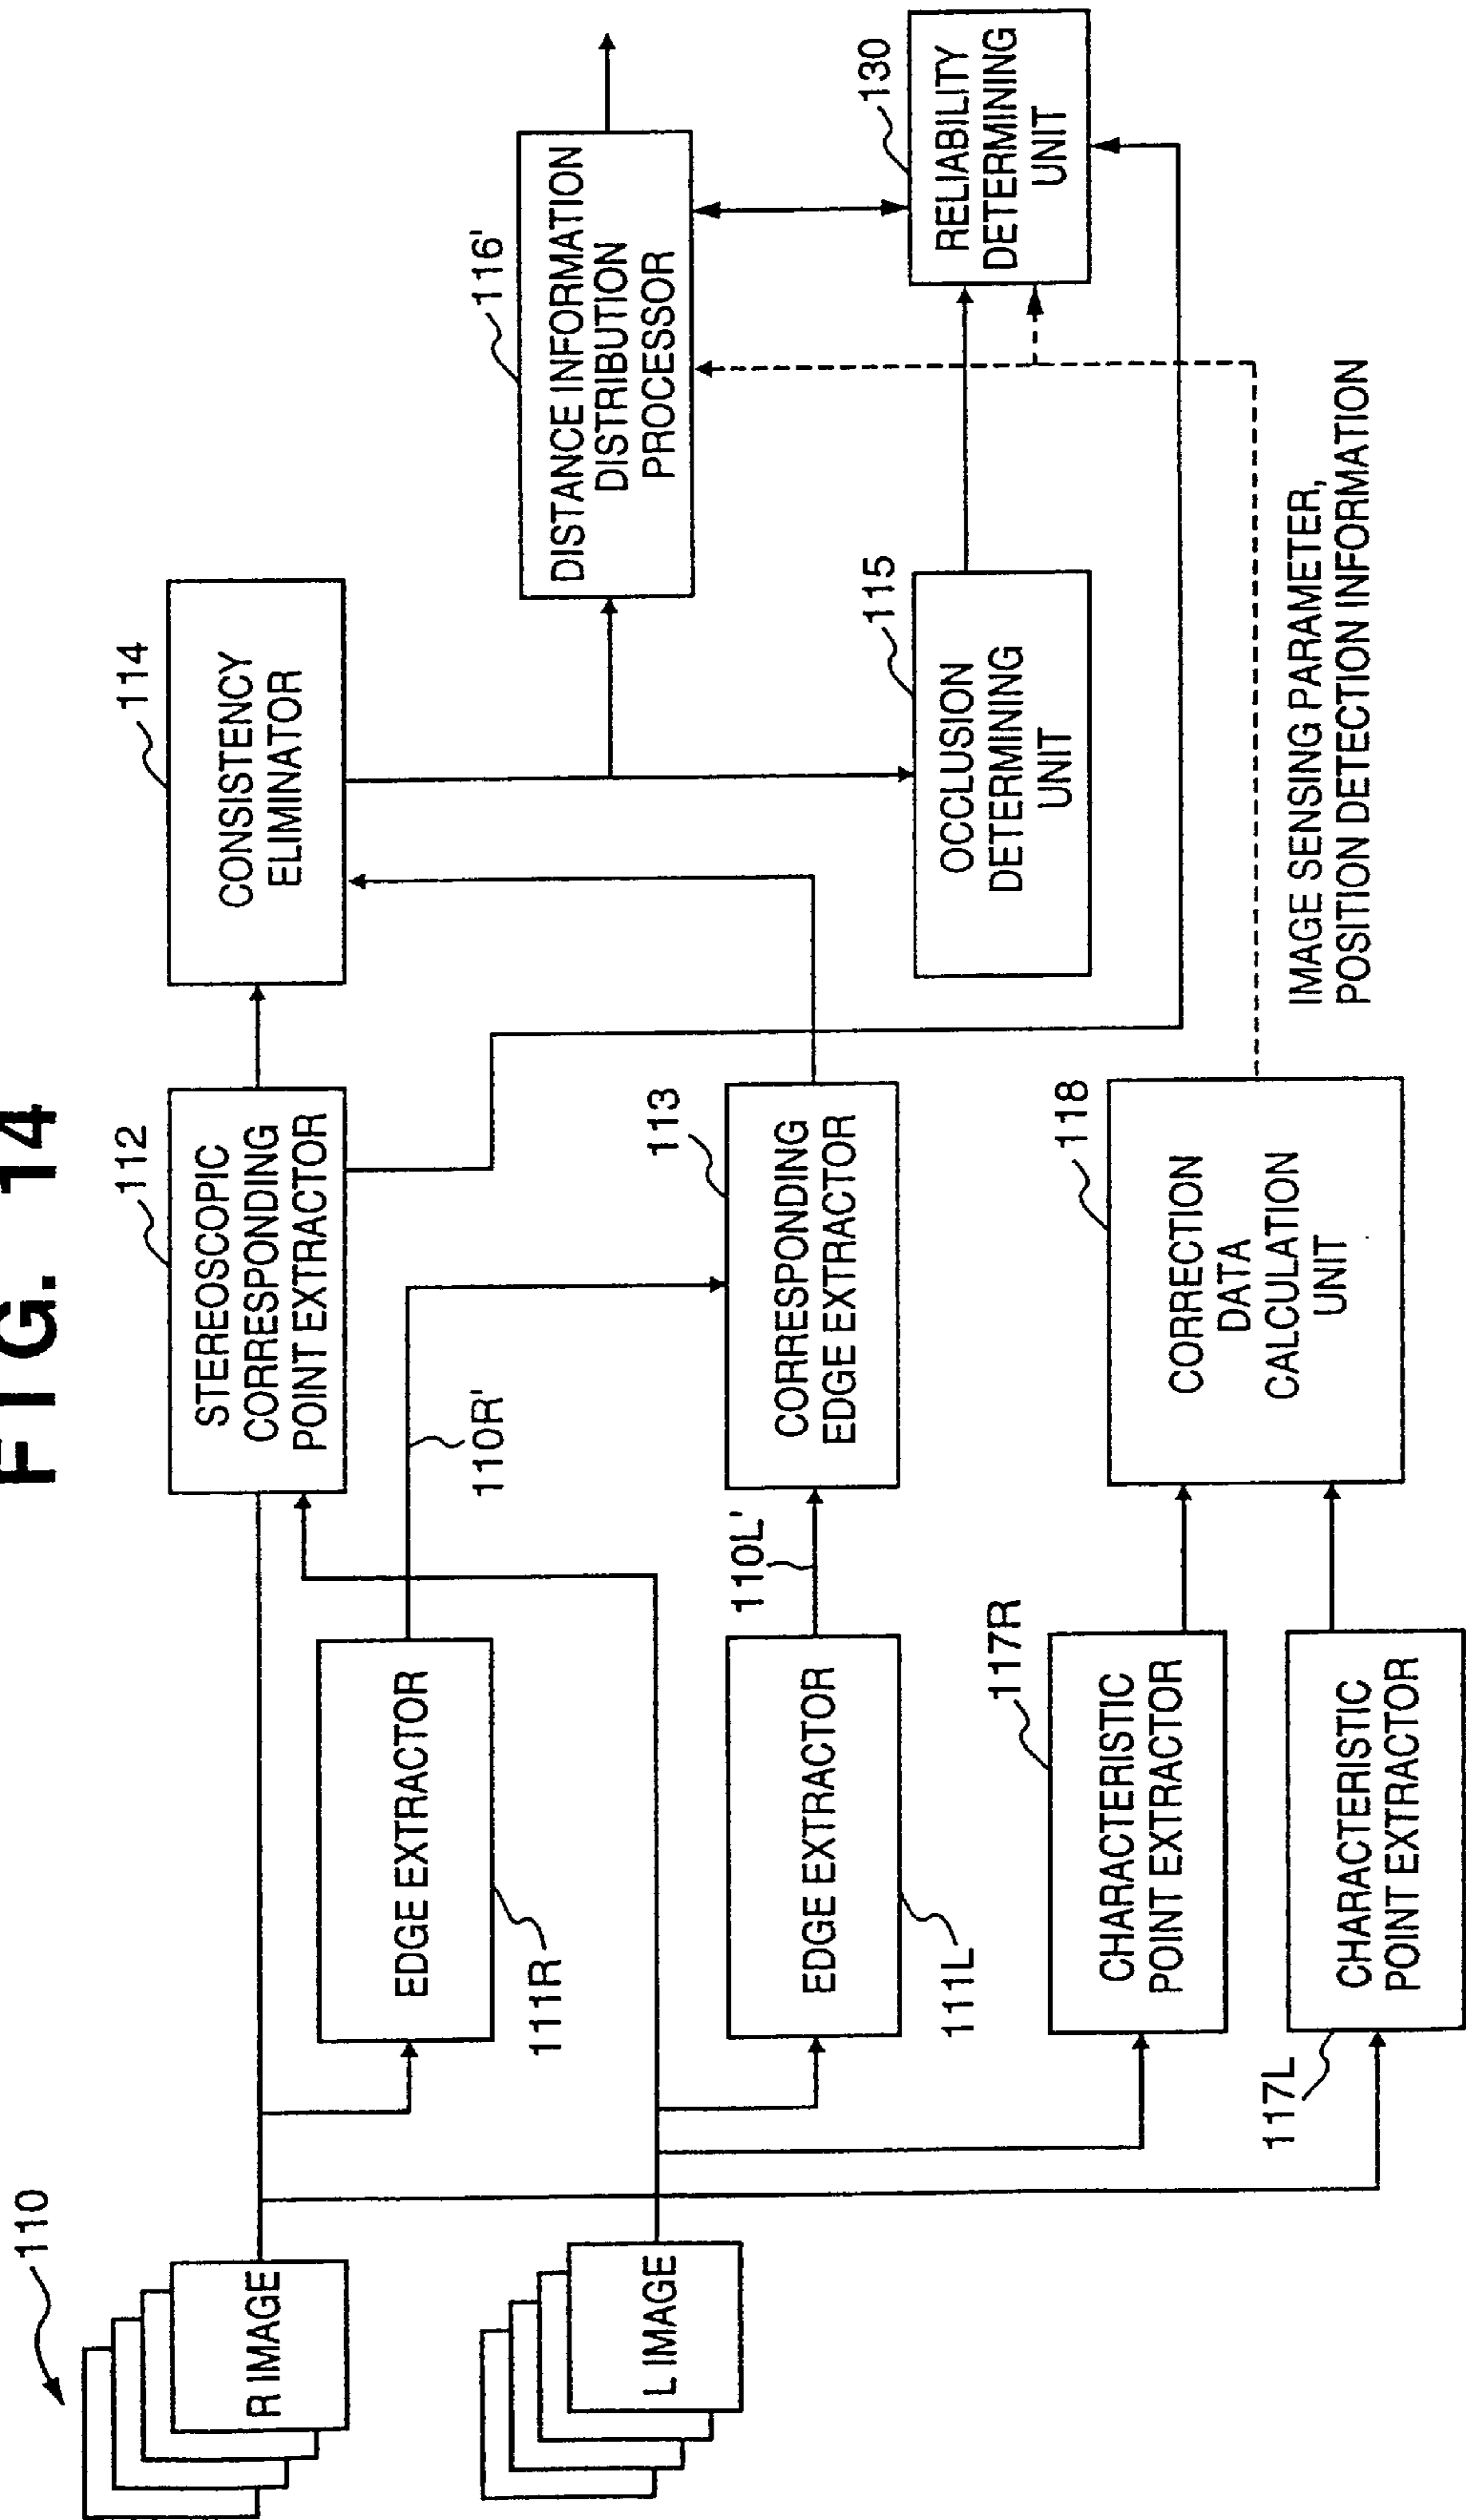 FIG. 14
110
R IMAGE
L IMAGE
EDGE EXTRACTOR
111R
110R'
EDGE EXTRACTOR
111L
110L'
117R
CHARACTERISTIC
POINT EXTRACTOR
117L
CHARACTERISTIC
POINT EXTRACTOR
112
STEREOSCOPIC
CORRESPONDING
POINT EXTRACTOR
113
CORRESPONDING
EDGE EXTRACTOR
118
CORRECTION
DATA
CALCULATION
UNIT
114
CONSISTENCY
ELIMINATOR
115
OCCLUSION
DETERMINING
UNIT
IMAGE SENSING PARAMETER,
POSITION DETECTION INFORMATION
116'
DISTANCE INFORMATION
DISTRIBUTION
PROCESSOR
130
RELIABILITY
DETERMINING
UNIT